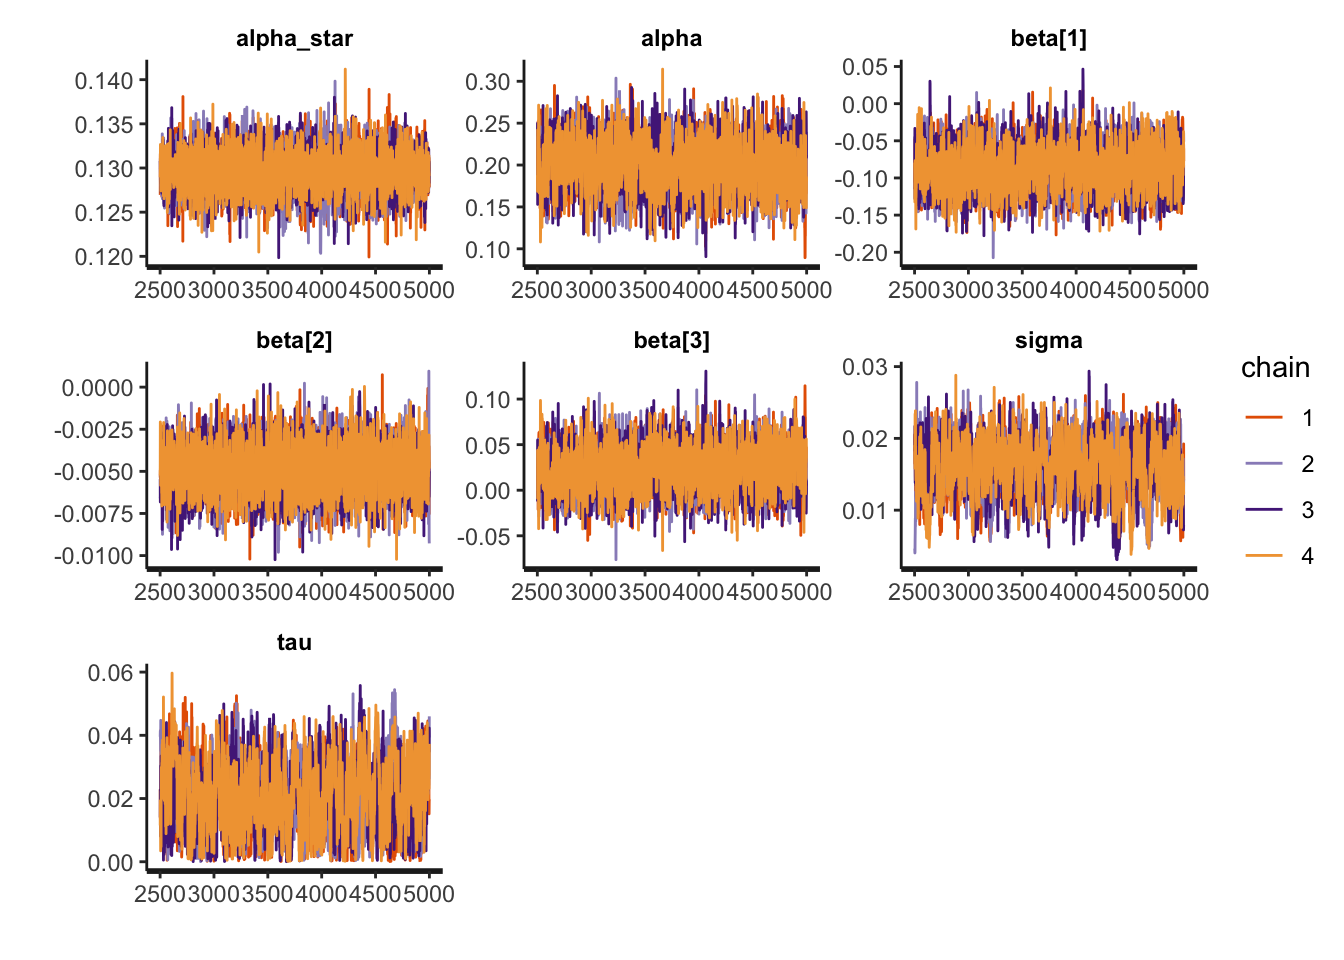 alpha_star alpha beta[1]
0.140 0.30 0.05
0.135 0.25 0.00
0.130 0.20 -0.05
0.125 0.15 -0.10
0.120 0.10 -0.15
-0.20
2500 3000 3500 4000 4500 5000 2500 3000 3500 4000 4500 5000 2500 3000 3500 4000 4500 5000
beta[2] beta[3] sigma
0.0000 0.10 0.03
-0.0025 0.05 0.02
-0.0050 0.00 0.01
-0.0075 -0.05
-0.0100
2500 3000 3500 4000 4500 5000 2500 3000 3500 4000 4500 5000 2500 3000 3500 4000 4500 5000
chain
1
2
3
4
tau
0.06
0.04
0.02
0.00
2500 3000 3500 4000 4500 5000